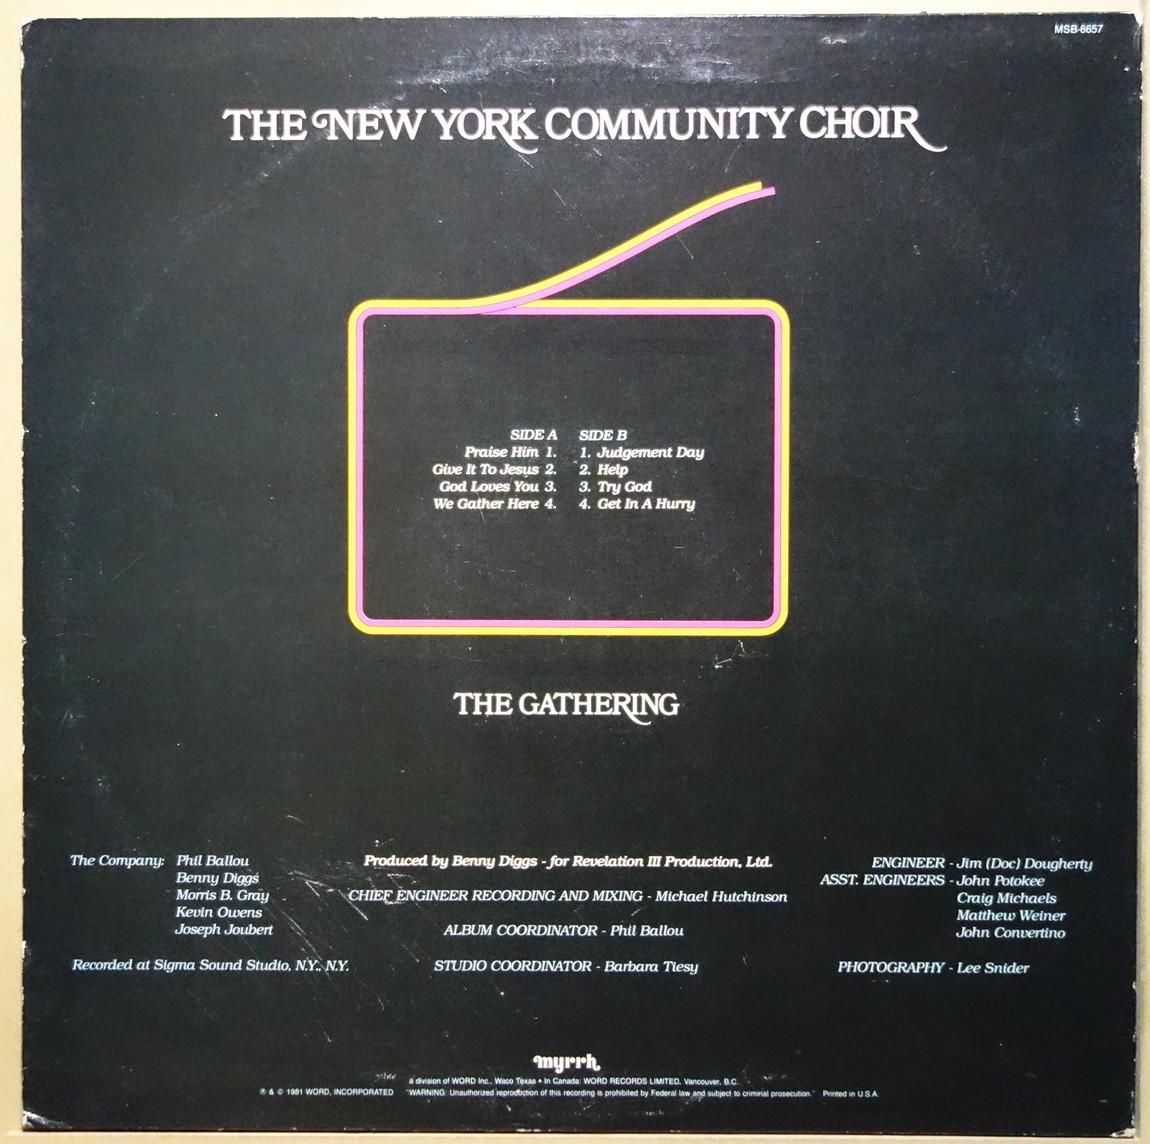 MSB-6657
THE NEW YORK COMMUNITY CHOIR
SIDE A
Praise Him 1.
Give It To Jesus 2.
God Loves You 3.
We Gather Here 4.
SIDE B
1. Judgement Day
2. Help
3. Try God
4. Get In A Hurry
THE GATHERING
The Company: Phil Ballou
Benny Diggs
Morris B. Gray
Kevin Owens
Joseph Joubert
Recorded at Sigma Sound Studio, N.Y., N.Y.
Produced by Benny Diggs - for Revelation III Production, Ltd.
CHIEF ENGINEER RECORDING AND MIXING - Michael Hutchinson
ALBUM COORDINATOR - Phil Ballou
STUDIO COORDINATOR - Barbara Tiesy
ENGINEER - Jim (Doc) Dougherty
ASST. ENGINEERS - John Potokee
Craig Michaels
Matthew Weiner
John Convertino
PHOTOGRAPHY - Lee Snider
myrrh
a division of WORD Inc., Waco Texas • In Canada: WORD RECORDS LIMITED, Vancouver, B.C.
℗ & © 1981 WORD, INCORPORATED "WARNING: Unauthorized reproduction of this recording is prohibited by Federal law and subject to criminal prosecution." Printed in U.S.A.